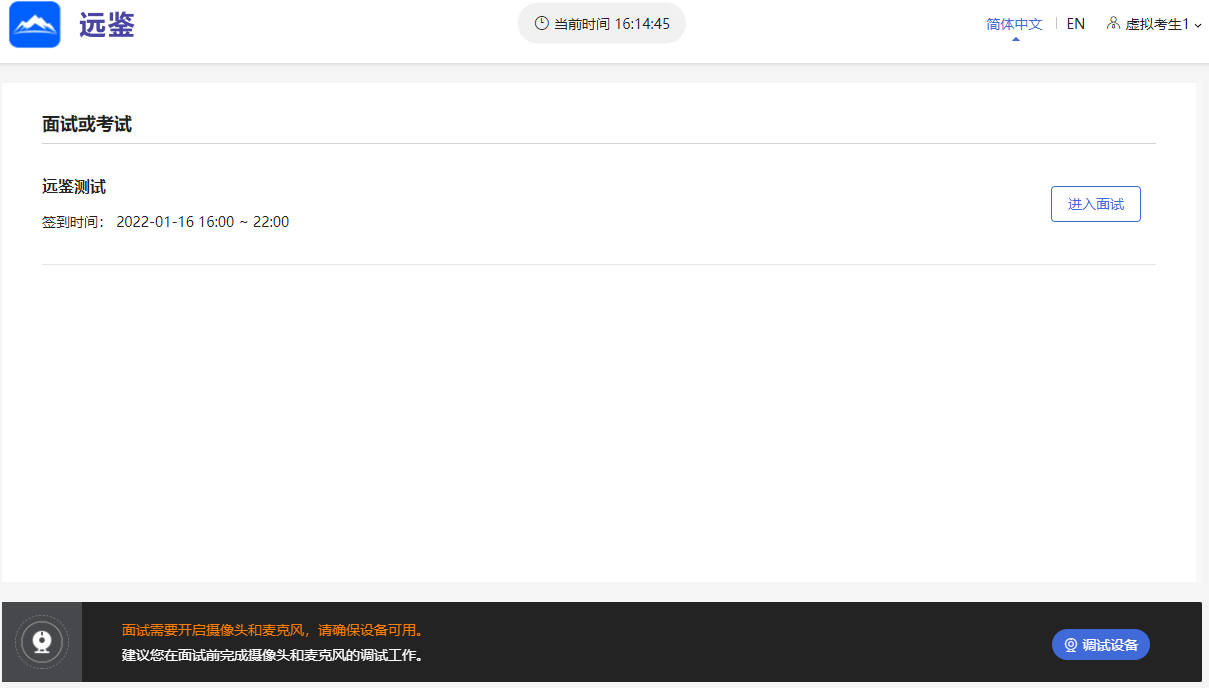 远鉴
当前时间 16:14:45
简体中文 EN 虚拟考生1
面试或考试
远鉴测试
签到时间： 2022-01-16 16:00 ~ 22:00
进入面试
面试需要开启摄像头和麦克风，请确保设备可用。
建议您在面试前完成摄像头和麦克风的调试工作。
调试设备